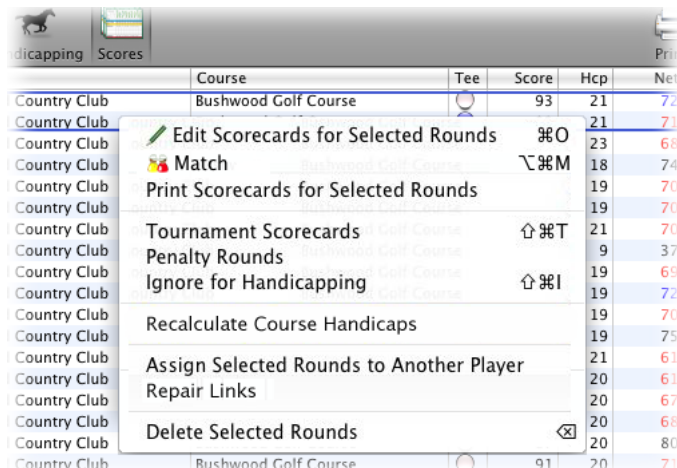 dicapping Scores
Course Tee Score Hcp Net
Country Club Bushwood Golf Course 93 21 72
Country Club 21 71
Country Club 23 68
Country Club 18 74
Country Club 19 70
Country Club 19 70
Country Club 21 70
Country Club 9 37
Country Club 19 69
Country Club 19 72
Country Club 19 70
Country Club 19 75
Country Club 21 61
Country Club 20 61
Country Club 20 67
Country Club 20 68
Country Club 20 80
Country Club Bushwood Golf Course 91 20 71
Edit Scorecards for Selected Rounds ⌘O
Match ⌥⌘M
Print Scorecards for Selected Rounds
Tournament Scorecards ⇧⌘T
Penalty Rounds
Ignore for Handicapping ⇧⌘I
Recalculate Course Handicaps
Assign Selected Rounds to Another Player
Repair Links
Delete Selected Rounds ⌫